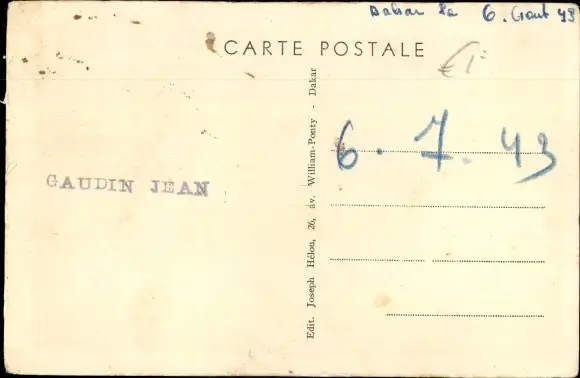 Dakar le 6. Août 43
CARTE POSTALE
€ 1
6. 7. 43
GAUDIN JEAN
Edit. Joseph Hélou, 26, av. William-Ponty - Dakar